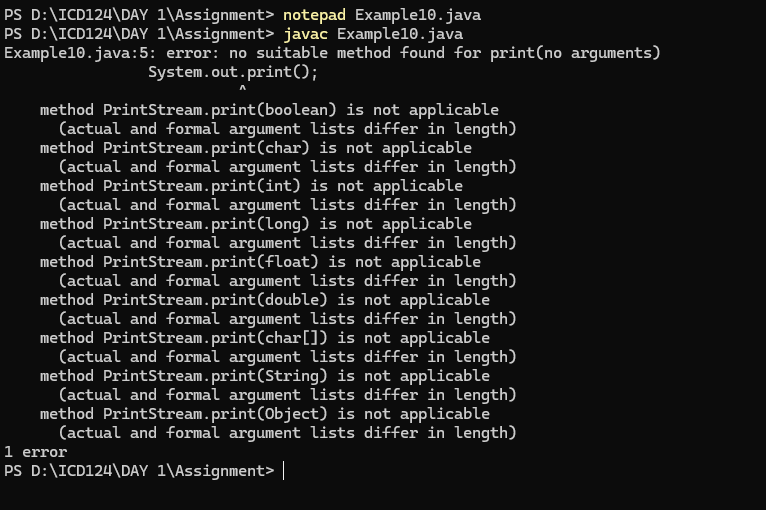 PS D:\ICD124\DAY 1\Assignment> notepad Example10.java
PS D:\ICD124\DAY 1\Assignment> javac Example10.java
Example10.java:5: error: no suitable method found for print(no arguments)
                System.out.print();
                          ^
    method PrintStream.print(boolean) is not applicable
      (actual and formal argument lists differ in length)
    method PrintStream.print(char) is not applicable
      (actual and formal argument lists differ in length)
    method PrintStream.print(int) is not applicable
      (actual and formal argument lists differ in length)
    method PrintStream.print(long) is not applicable
      (actual and formal argument lists differ in length)
    method PrintStream.print(float) is not applicable
      (actual and formal argument lists differ in length)
    method PrintStream.print(double) is not applicable
      (actual and formal argument lists differ in length)
    method PrintStream.print(char[]) is not applicable
      (actual and formal argument lists differ in length)
    method PrintStream.print(String) is not applicable
      (actual and formal argument lists differ in length)
    method PrintStream.print(Object) is not applicable
      (actual and formal argument lists differ in length)
1 error
PS D:\ICD124\DAY 1\Assignment>